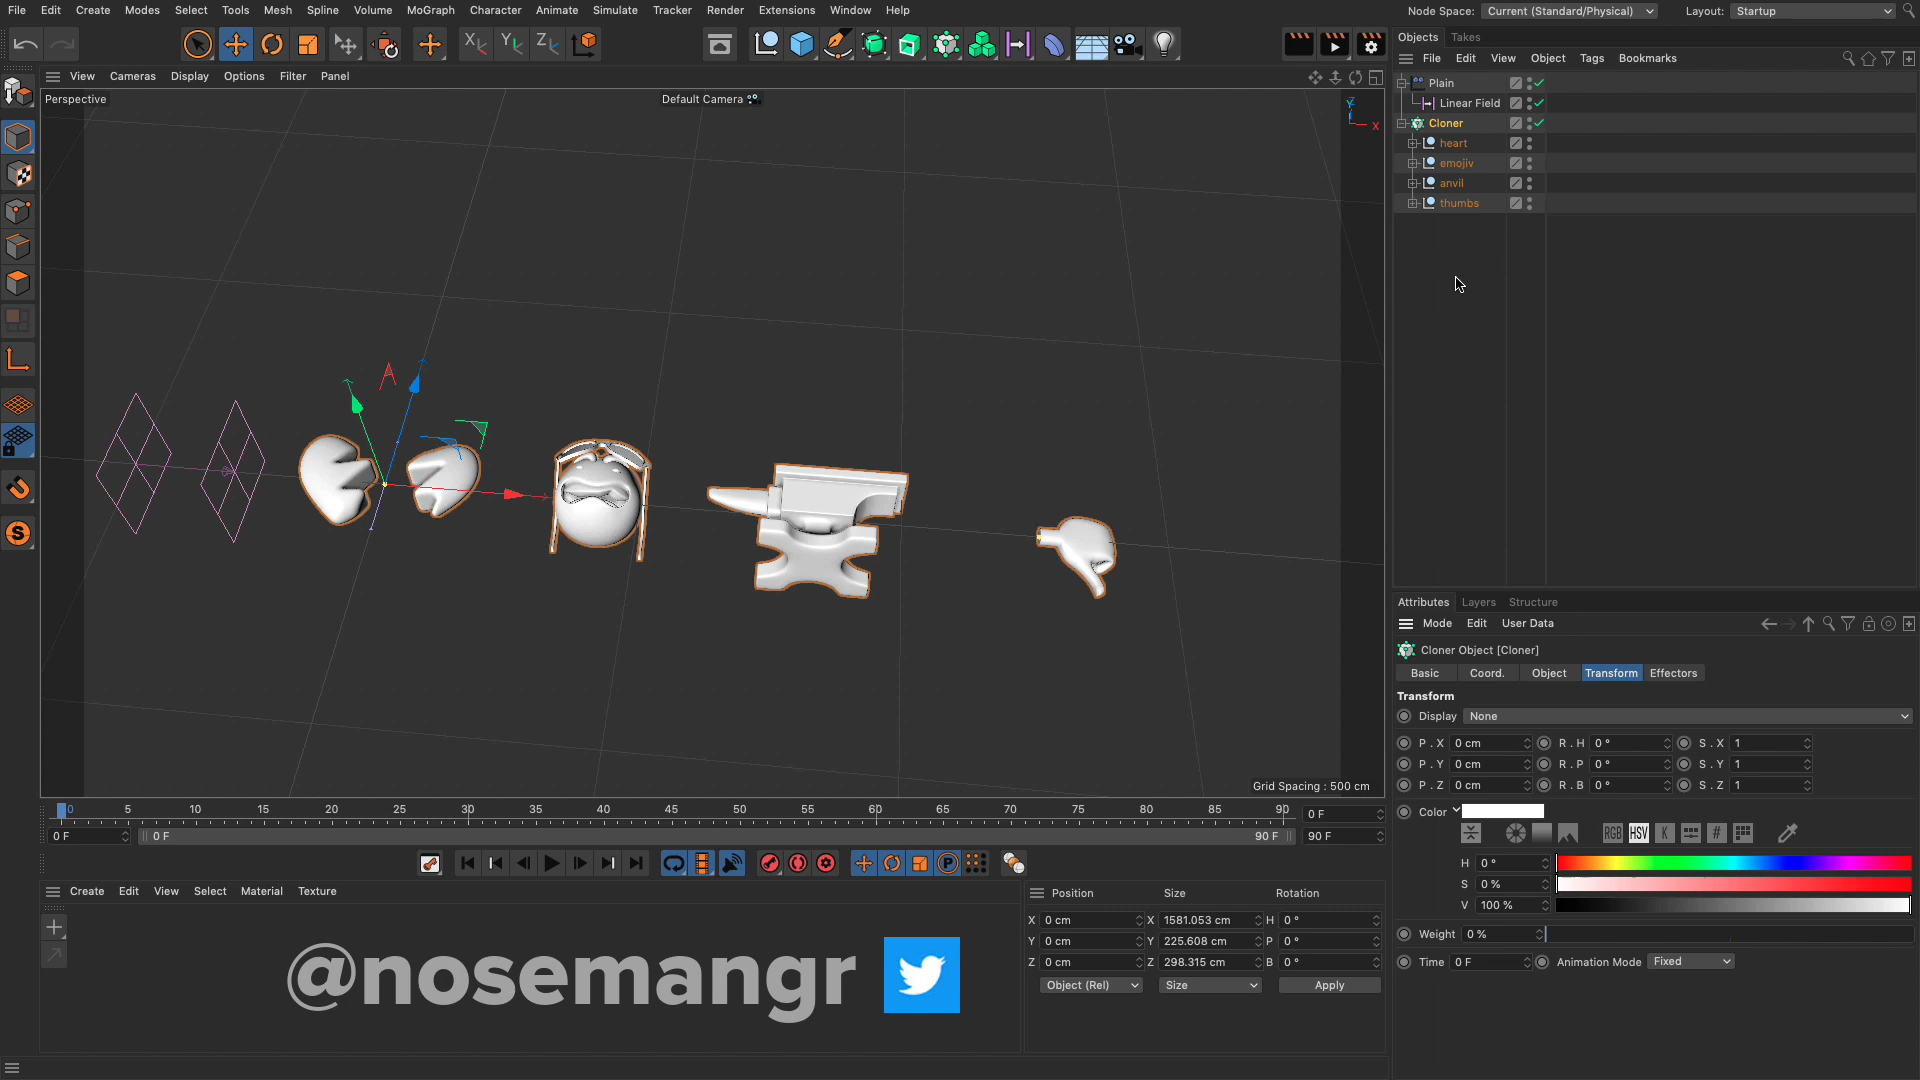 File Edit Create Modes Select Tools Mesh Spline Volume MoGraph Character Animate Simulate Tracker Render Extensions Window Help
Node Space: Current (Standard/Physical) Layout: Startup
Objects Takes
File Edit View Object Tags Bookmarks
View Cameras Display Options Filter Panel
Perspective
Default Camera
Y
X
Plain
Linear Field
Cloner
heart
emojiv
anvil
thumbs
Grid Spacing : 500 cm
Attributes Layers Structure
Mode Edit User Data
Cloner Object [Cloner]
Basic Coord. Object Transform Effectors
Transform
Display None
P . X 0 cm R . H 0 ° S . X 1
P . Y 0 cm R . P 0 ° S . Y 1
P . Z 0 cm R . B 0 ° S . Z 1
Color
RGB HSV K #
H 0 °
S 0 %
V 100 %
Weight 0 %
Time 0 F Animation Mode Fixed
0 5 10 15 20 25 30 35 40 45 50 55 60 65 70 75 80 85 90 0 F
0 F 0 F 90 F 90 F
Create Edit View Select Material Texture
@nosemangr
Position Size Rotation
X 0 cm X 1581.053 cm H 0 °
Y 0 cm Y 225.608 cm P 0 °
Z 0 cm Z 298.315 cm B 0 °
Object (Rel) Size Apply